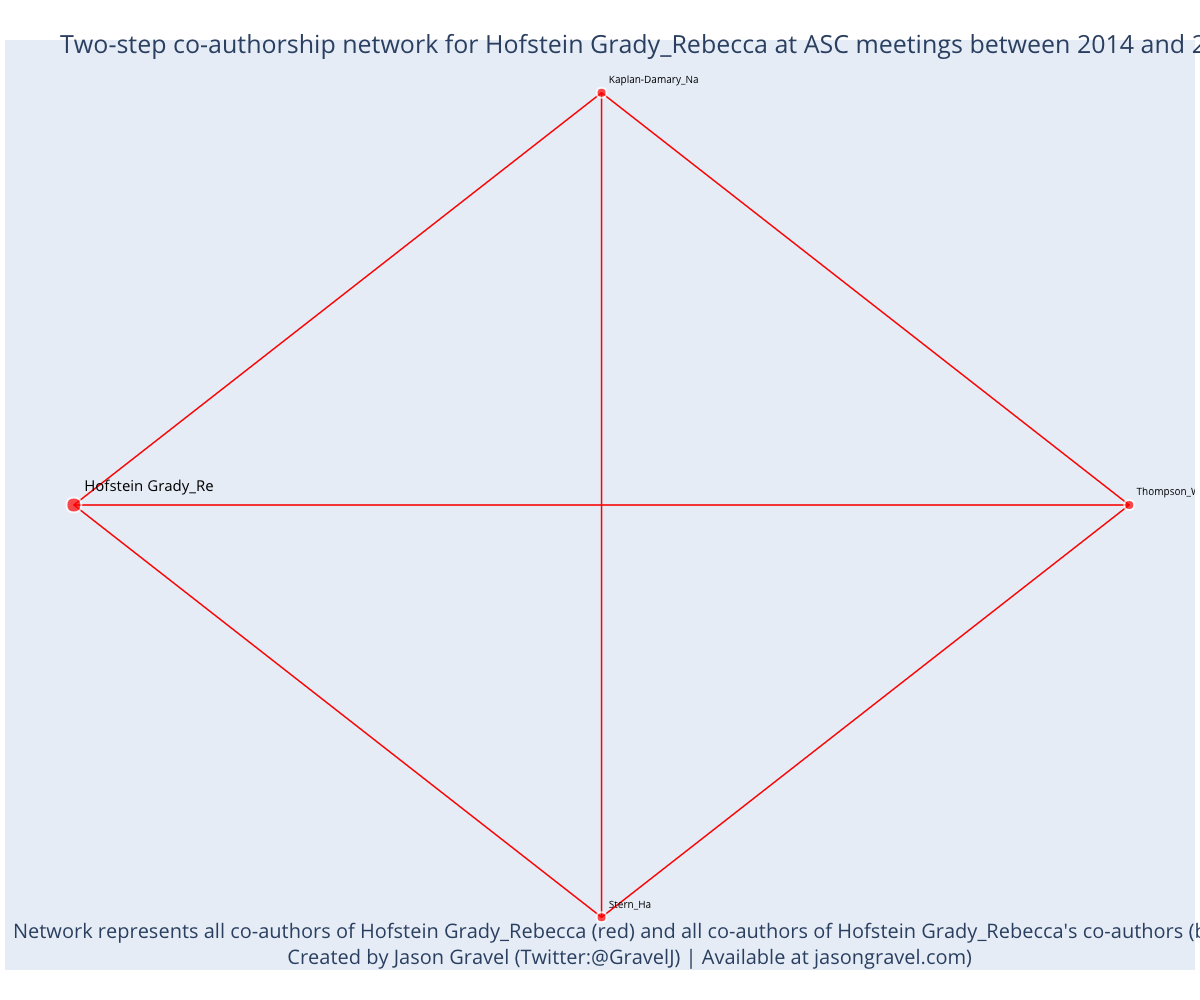 Two-step co-authorship network for Hofstein Grady_Rebecca at ASC meetings between 2014 and
Kaplan-Damary_Na
Hofstein Grady_Re
Thompson_W
Stern_Ha
Network represents all co-authors of Hofstein Grady_Rebecca (red) and all co-authors of Hofstein Grady_Rebecca's co-authors
Created by Jason Gravel (Twitter:@GravelJ) | Available at jasongravel.com)